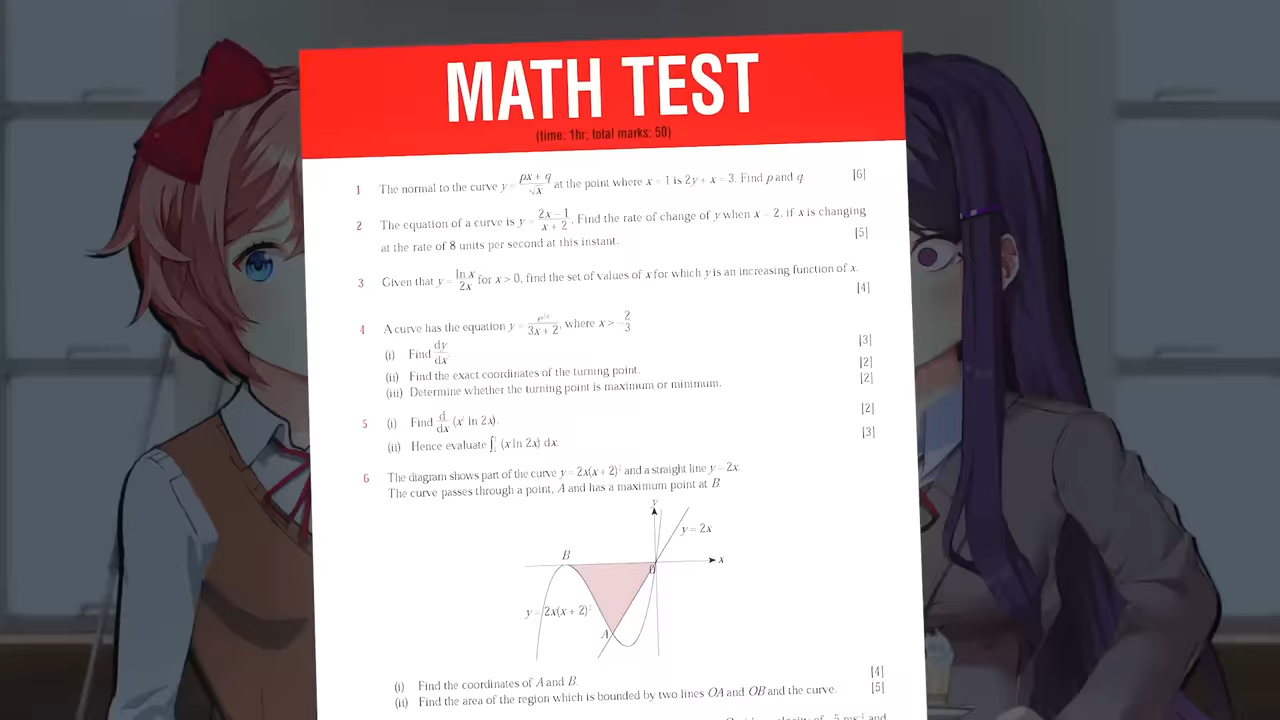 MATH TEST
(time: 1hr; total marks: 50)
1 The normal to the curve y = (px + q)/√x at the point where x = 1 is 2y + x = 3. Find p and q. [6]
2 The equation of a curve is y = (2x − 1)/(x + 2). Find the rate of change of y when x = 2, if x is changing
at the rate of 8 units per second at this instant. [5]
3 Given that y = ln x/2x for x > 0, find the set of values of x for which y is an increasing function of x.
[4]
4 A curve has the equation y = /3x + 2, where x > −2/3
(i) Find dy/dx [3]
(ii) Find the exact coordinates of the turning point. [2]
(iii) Determine whether the turning point is maximum or minimum. [2]
5 (i) Find d/dx (x² ln 2x). [2]
(ii) Hence evaluate ∫ (x ln 2x) dx. [3]
6 The diagram shows part of the curve y = 2x(x + 2)² and a straight line y = 2x.
The curve passes through a point, A and has a maximum point at B
y
y = 2x
B
x
O
y = 2x(x + 2)²
A
(i) Find the coordinates of A and B. [4]
(ii) Find the area of the region which is bounded by two lines OA and OB and the curve. [5]
velocity of −5 ms⁻¹ and